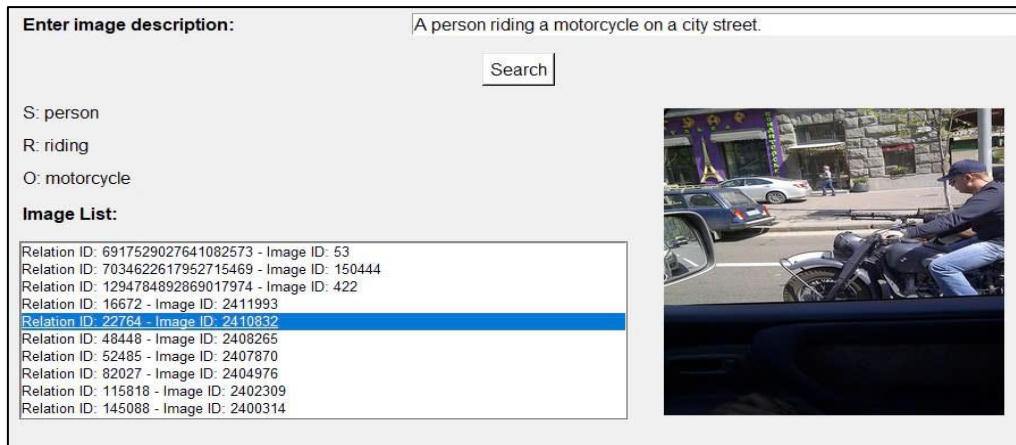 Enter image description:
A person riding a motorcycle on a city street.
Search
S: person
R: riding
O: motorcycle
Image List:
Relation ID: 6917529027641082573 - Image ID: 53
Relation ID: 7034622617952715469 - Image ID: 150444
Relation ID: 1294784892869017974 - Image ID: 422
Relation ID: 16672 - Image ID: 2411993
Relation ID: 22764 - Image ID: 2410832
Relation ID: 48448 - Image ID: 2408265
Relation ID: 52485 - Image ID: 2407870
Relation ID: 82027 - Image ID: 2404976
Relation ID: 115818 - Image ID: 2402309
Relation ID: 145088 - Image ID: 2400314